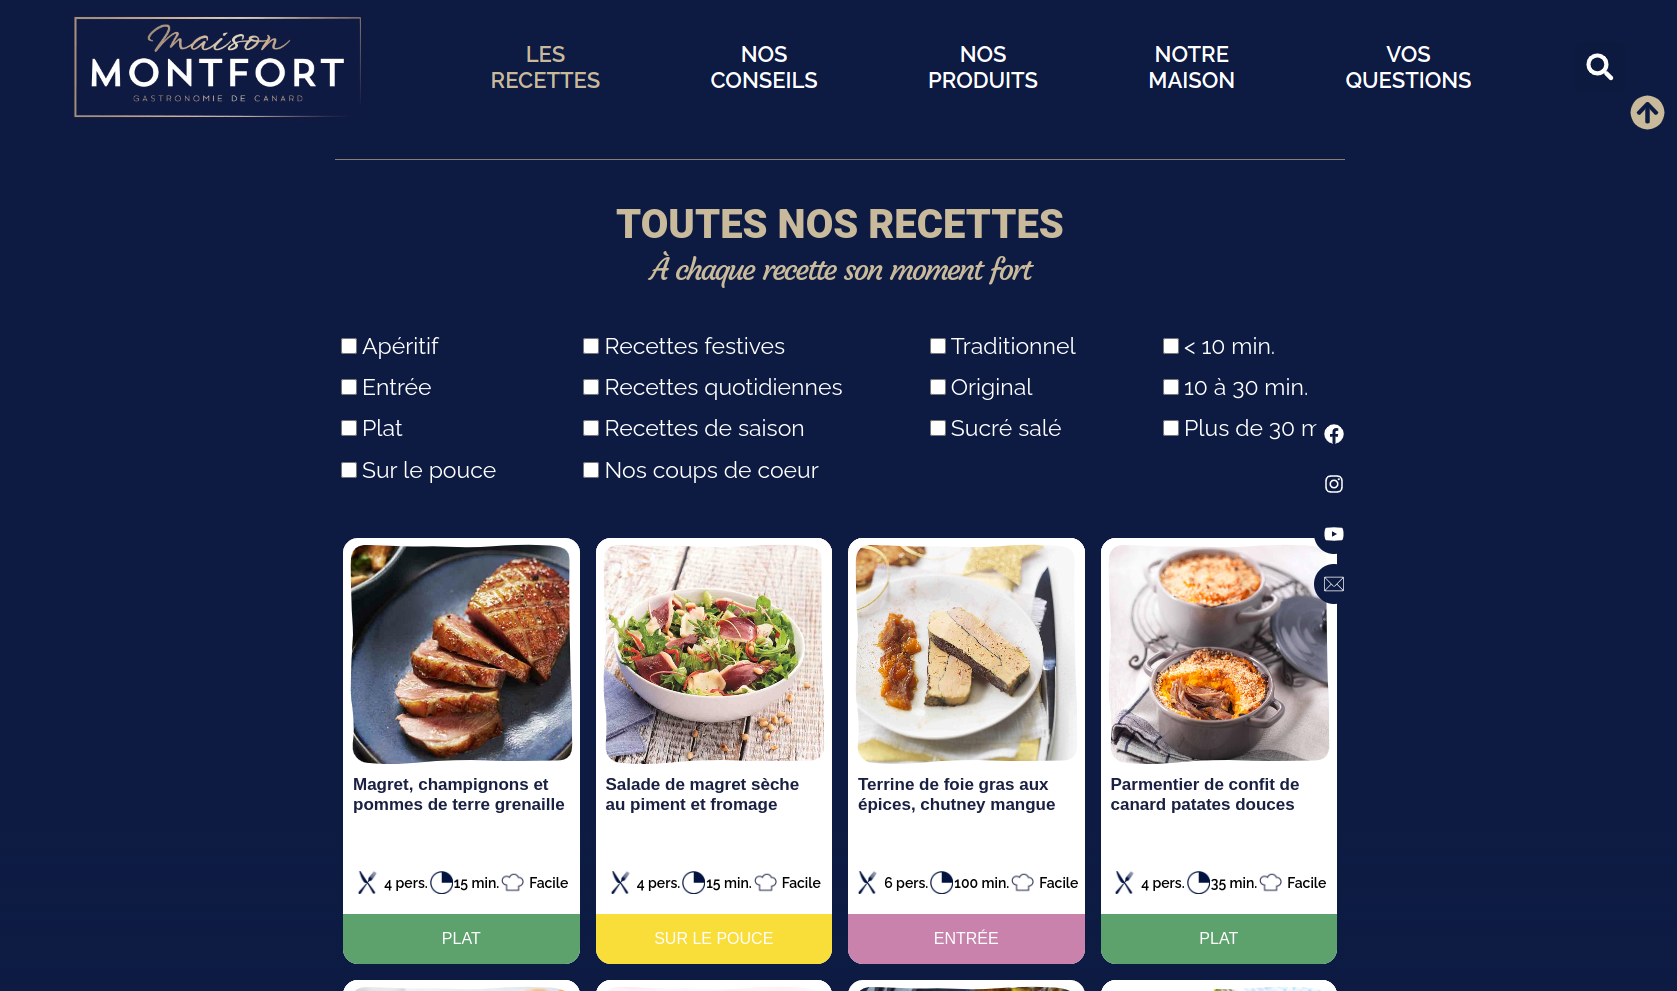 Maison
MONTFORT
GASTRONOMIE DE CANARD
LES
RECETTES
NOS
CONSEILS
NOS
PRODUITS
NOTRE
MAISON
VOS
QUESTIONS
TOUTES NOS RECETTES
À chaque recette son moment fort
Apéritif
Entrée
Plat
Sur le pouce
Recettes festives
Recettes quotidiennes
Recettes de saison
Nos coups de coeur
Traditionnel
Original
Sucré salé
< 10 min.
10 à 30 min.
Plus de 30 m
Magret, champignons et
pommes de terre grenaille
4 pers. 15 min. Facile
PLAT
Salade de magret sèche
au piment et fromage
4 pers. 15 min. Facile
SUR LE POUCE
Terrine de foie gras aux
épices, chutney mangue
6 pers. 100 min. Facile
ENTRÉE
Parmentier de confit de
canard patates douces
4 pers. 35 min. Facile
PLAT